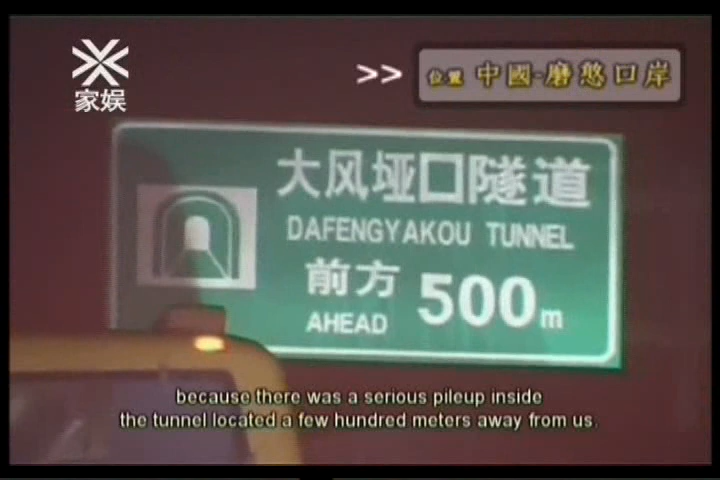 家娱
>> 位置 中國-磨憨口岸
大风垭口隧道
DAFENGYAKOU TUNNEL
前方 500m
AHEAD
because there was a serious pileup inside
the tunnel located a few hundred meters away from us.